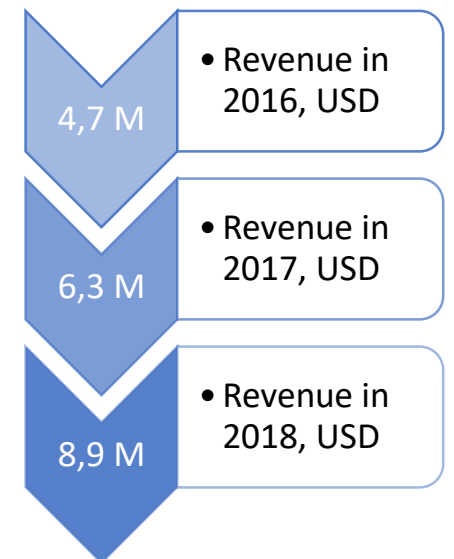 4,7 M
• Revenue in
2016, USD
6,3 M
• Revenue in
2017, USD
8,9 M
• Revenue in
2018, USD